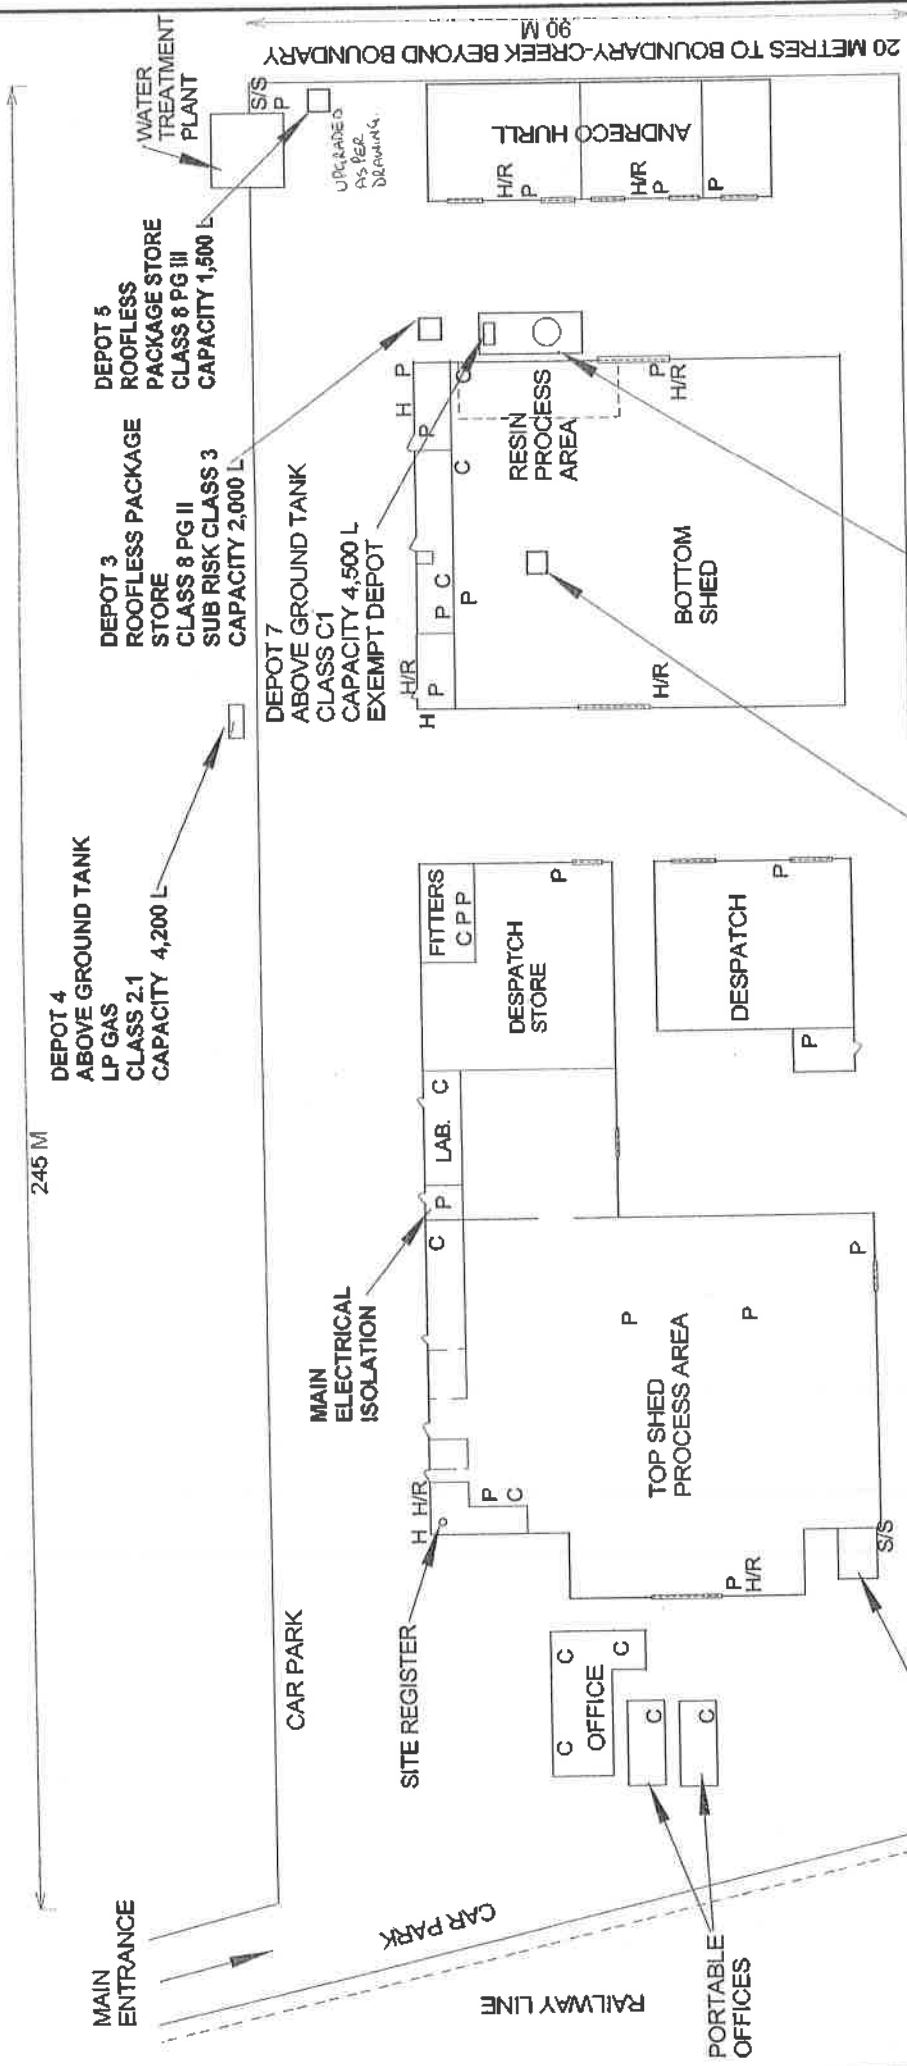 245 M
MAIN
ENTRANCE
CAR PARK
DEPOT 4
ABOVE GROUND TANK
LP GAS
CLASS 2.1
CAPACITY 4,200 L
DEPOT 3
ROOFLESS PACKAGE
STORE
CLASS 8 PG II
SUB RISK CLASS 3
CAPACITY 2,000 L
DEPOT 5
ROOFLESS
PACKAGE STORE
CLASS 8 PG III
CAPACITY 1,500 L
WATER
TREATMENT
PLANT
S/S
P
UPGRADED
AS PER
DRAWING.
90 M
20 METRES TO BOUNDARY-CREEK BEYOND BOUNDARY
DEPOT 7
ABOVE GROUND TANK
CLASS C1
CAPACITY 4,500 L
EXEMPT DEPOT
MAIN
ELECTRICAL
ISOLATION
SITE REGISTER
H H/R
P
C
C
P
LAB.
C
FITTERS
C P P
DESPATCH
STORE
P
H
H/R
P
P C
P
H P
C
C
P
RESIN
PROCESS
AREA
P
H/R
BOTTOM
SHED
H/R
ANDRECO HURLL
H/R
P
H/R
P
P
DESPATCH
P
P
TOP SHED
PROCESS AREA
P
P
P
P
H/R
S/S
OFFICE
C
C
C
C
C
PORTABLE
OFFICES
CAR PARK
RAILWAY LINE